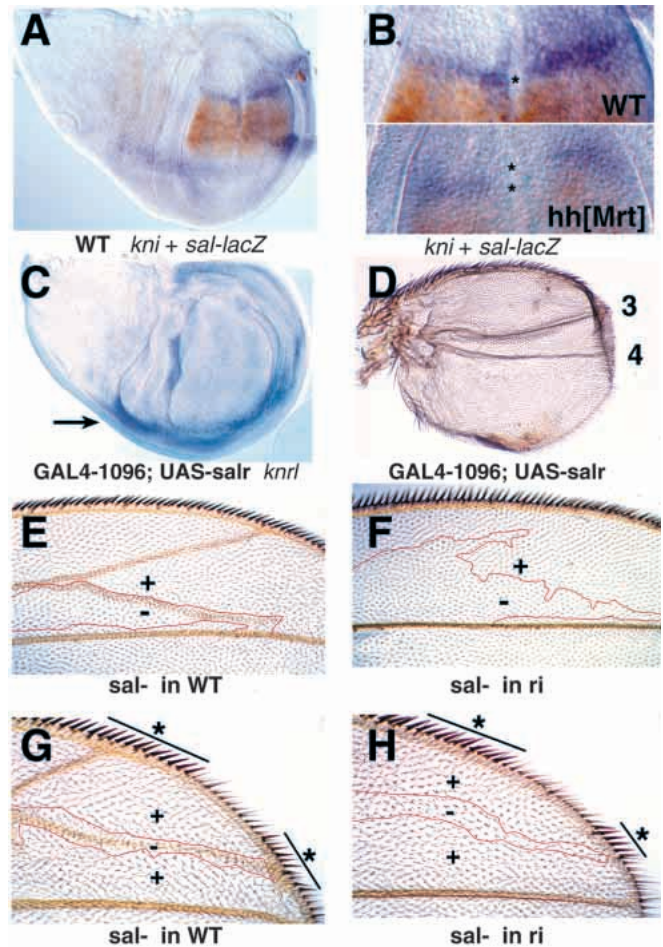 A
B
*
WT
*
*
hh[Mrt]
WT kni + sal-lacZ
kni + sal-lacZ
C
D
3
4
GAL4-1096; UAS-salr knrl
GAL4-1096; UAS-salr
E
+
-
F
+
-
sal- in WT
sal- in ri
G
*
+
-
+
*
H
*
+
-
+
*
sal- in WT
sal- in ri